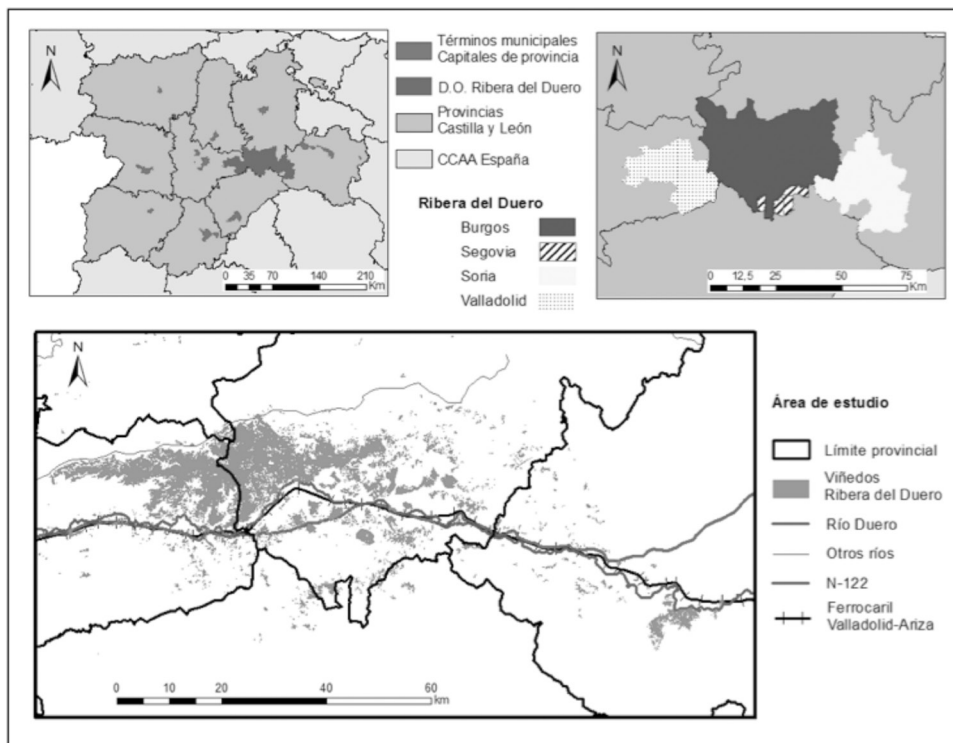 N
Términos municipales
Capitales de provincia
D.O. Ribera del Duero
Provincias
Castilla y León
CCAA España
0 35 70 140 210
Km
Ribera del Duero
Burgos
Segovia
Soria
Valladolid
N
0 12,5 25 50 75
Km
N
0 10 20 40 60
km
Área de estudio
Límite provincial
Viñedos
Ribera del Duero
Río Duero
Otros ríos
N-122
Ferrocaril
Valladolid-Ariza